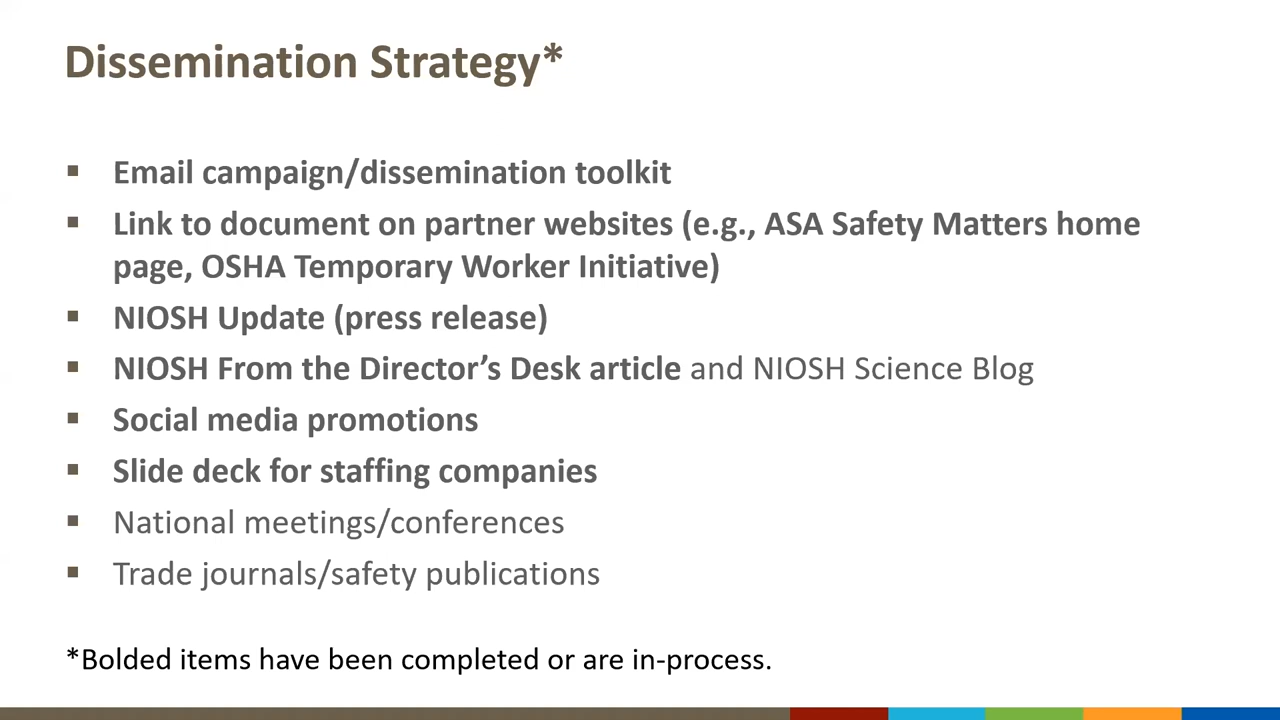 Dissemination Strategy*
▪ Email campaign/dissemination toolkit
▪ Link to document on partner websites (e.g., ASA Safety Matters home
page, OSHA Temporary Worker Initiative)
▪ NIOSH Update (press release)
▪ NIOSH From the Director’s Desk article and NIOSH Science Blog
▪ Social media promotions
▪ Slide deck for staffing companies
▪ National meetings/conferences
▪ Trade journals/safety publications
*Bolded items have been completed or are in-process.